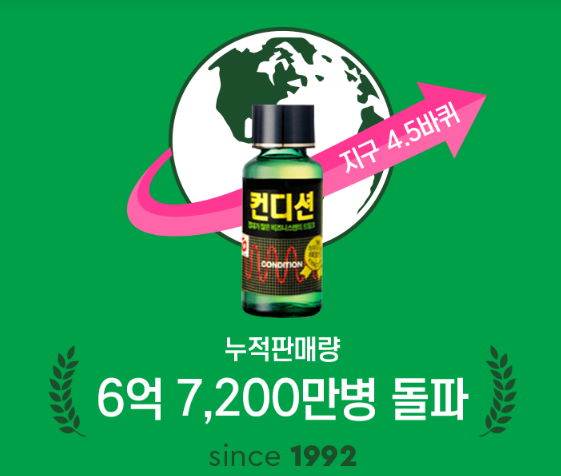 지구 4.5바퀴
컨디션
CONDITION
누적판매량
6억 7,200만병 돌파
since 1992